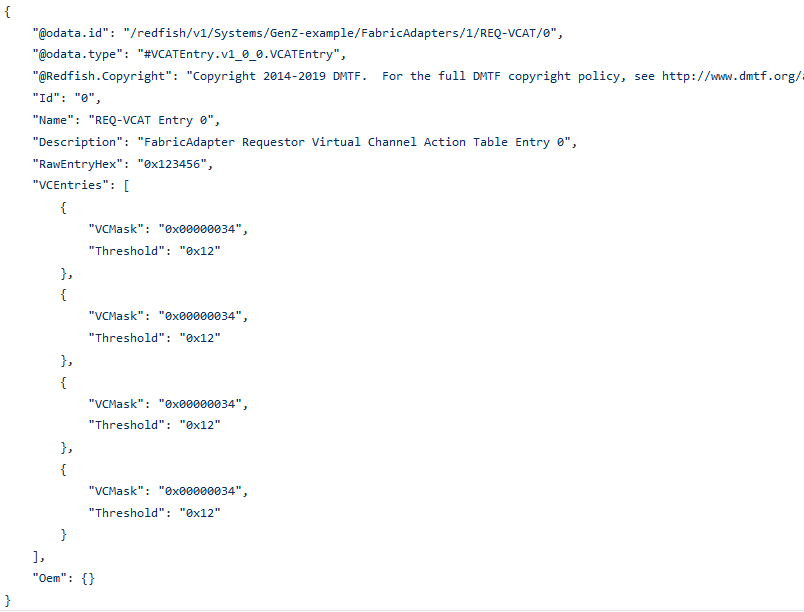 {
    "@odata.id": "/redfish/v1/Systems/GenZ-example/FabricAdapters/1/REQ-VCAT/0",
    "@odata.type": "#VCATEntry.v1_0_0.VCATEntry",
    "@Redfish.Copyright": "Copyright 2014-2019 DMTF.  For the full DMTF copyright policy, see http://www.dmtf.org/a
    "Id": "0",
    "Name": "REQ-VCAT Entry 0",
    "Description": "FabricAdapter Requestor Virtual Channel Action Table Entry 0",
    "RawEntryHex": "0x123456",
    "VCEntries": [
        {
            "VCMask": "0x00000034",
            "Threshold": "0x12"
        },
        {
            "VCMask": "0x00000034",
            "Threshold": "0x12"
        },
        {
            "VCMask": "0x00000034",
            "Threshold": "0x12"
        },
        {
            "VCMask": "0x00000034",
            "Threshold": "0x12"
        }
    ],
    "Oem": {}
}